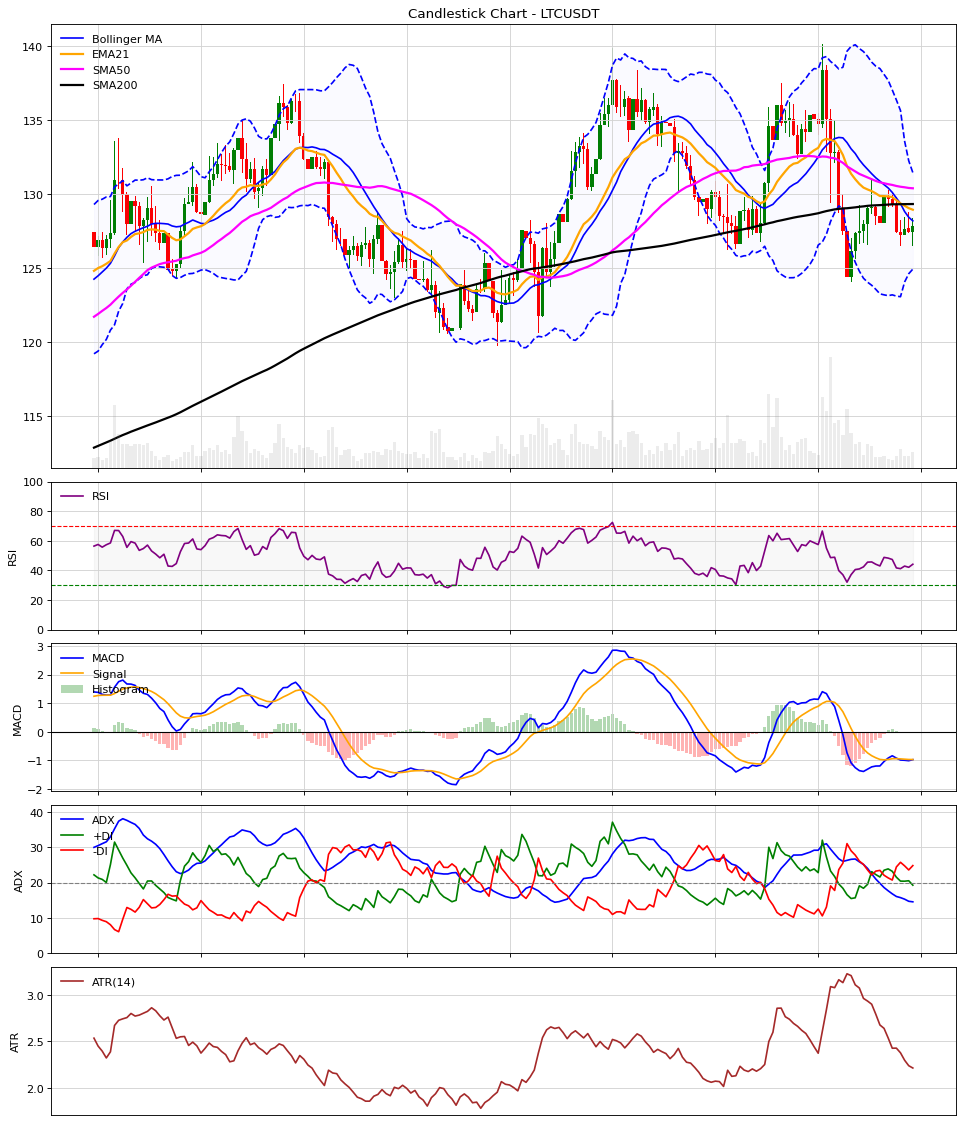 Candlestick Chart - LTCUSDT
Bollinger MA
EMA21
SMA50
SMA200
140
135
130
125
120
115
RSI
RSI
100
80
60
40
20
0
MACD
Signal
Histogram
MACD
3
2
1
0
−1
−2
ADX
+DI
-DI
ADX
40
30
20
10
0
ATR(14)
ATR
3.0
2.5
2.0